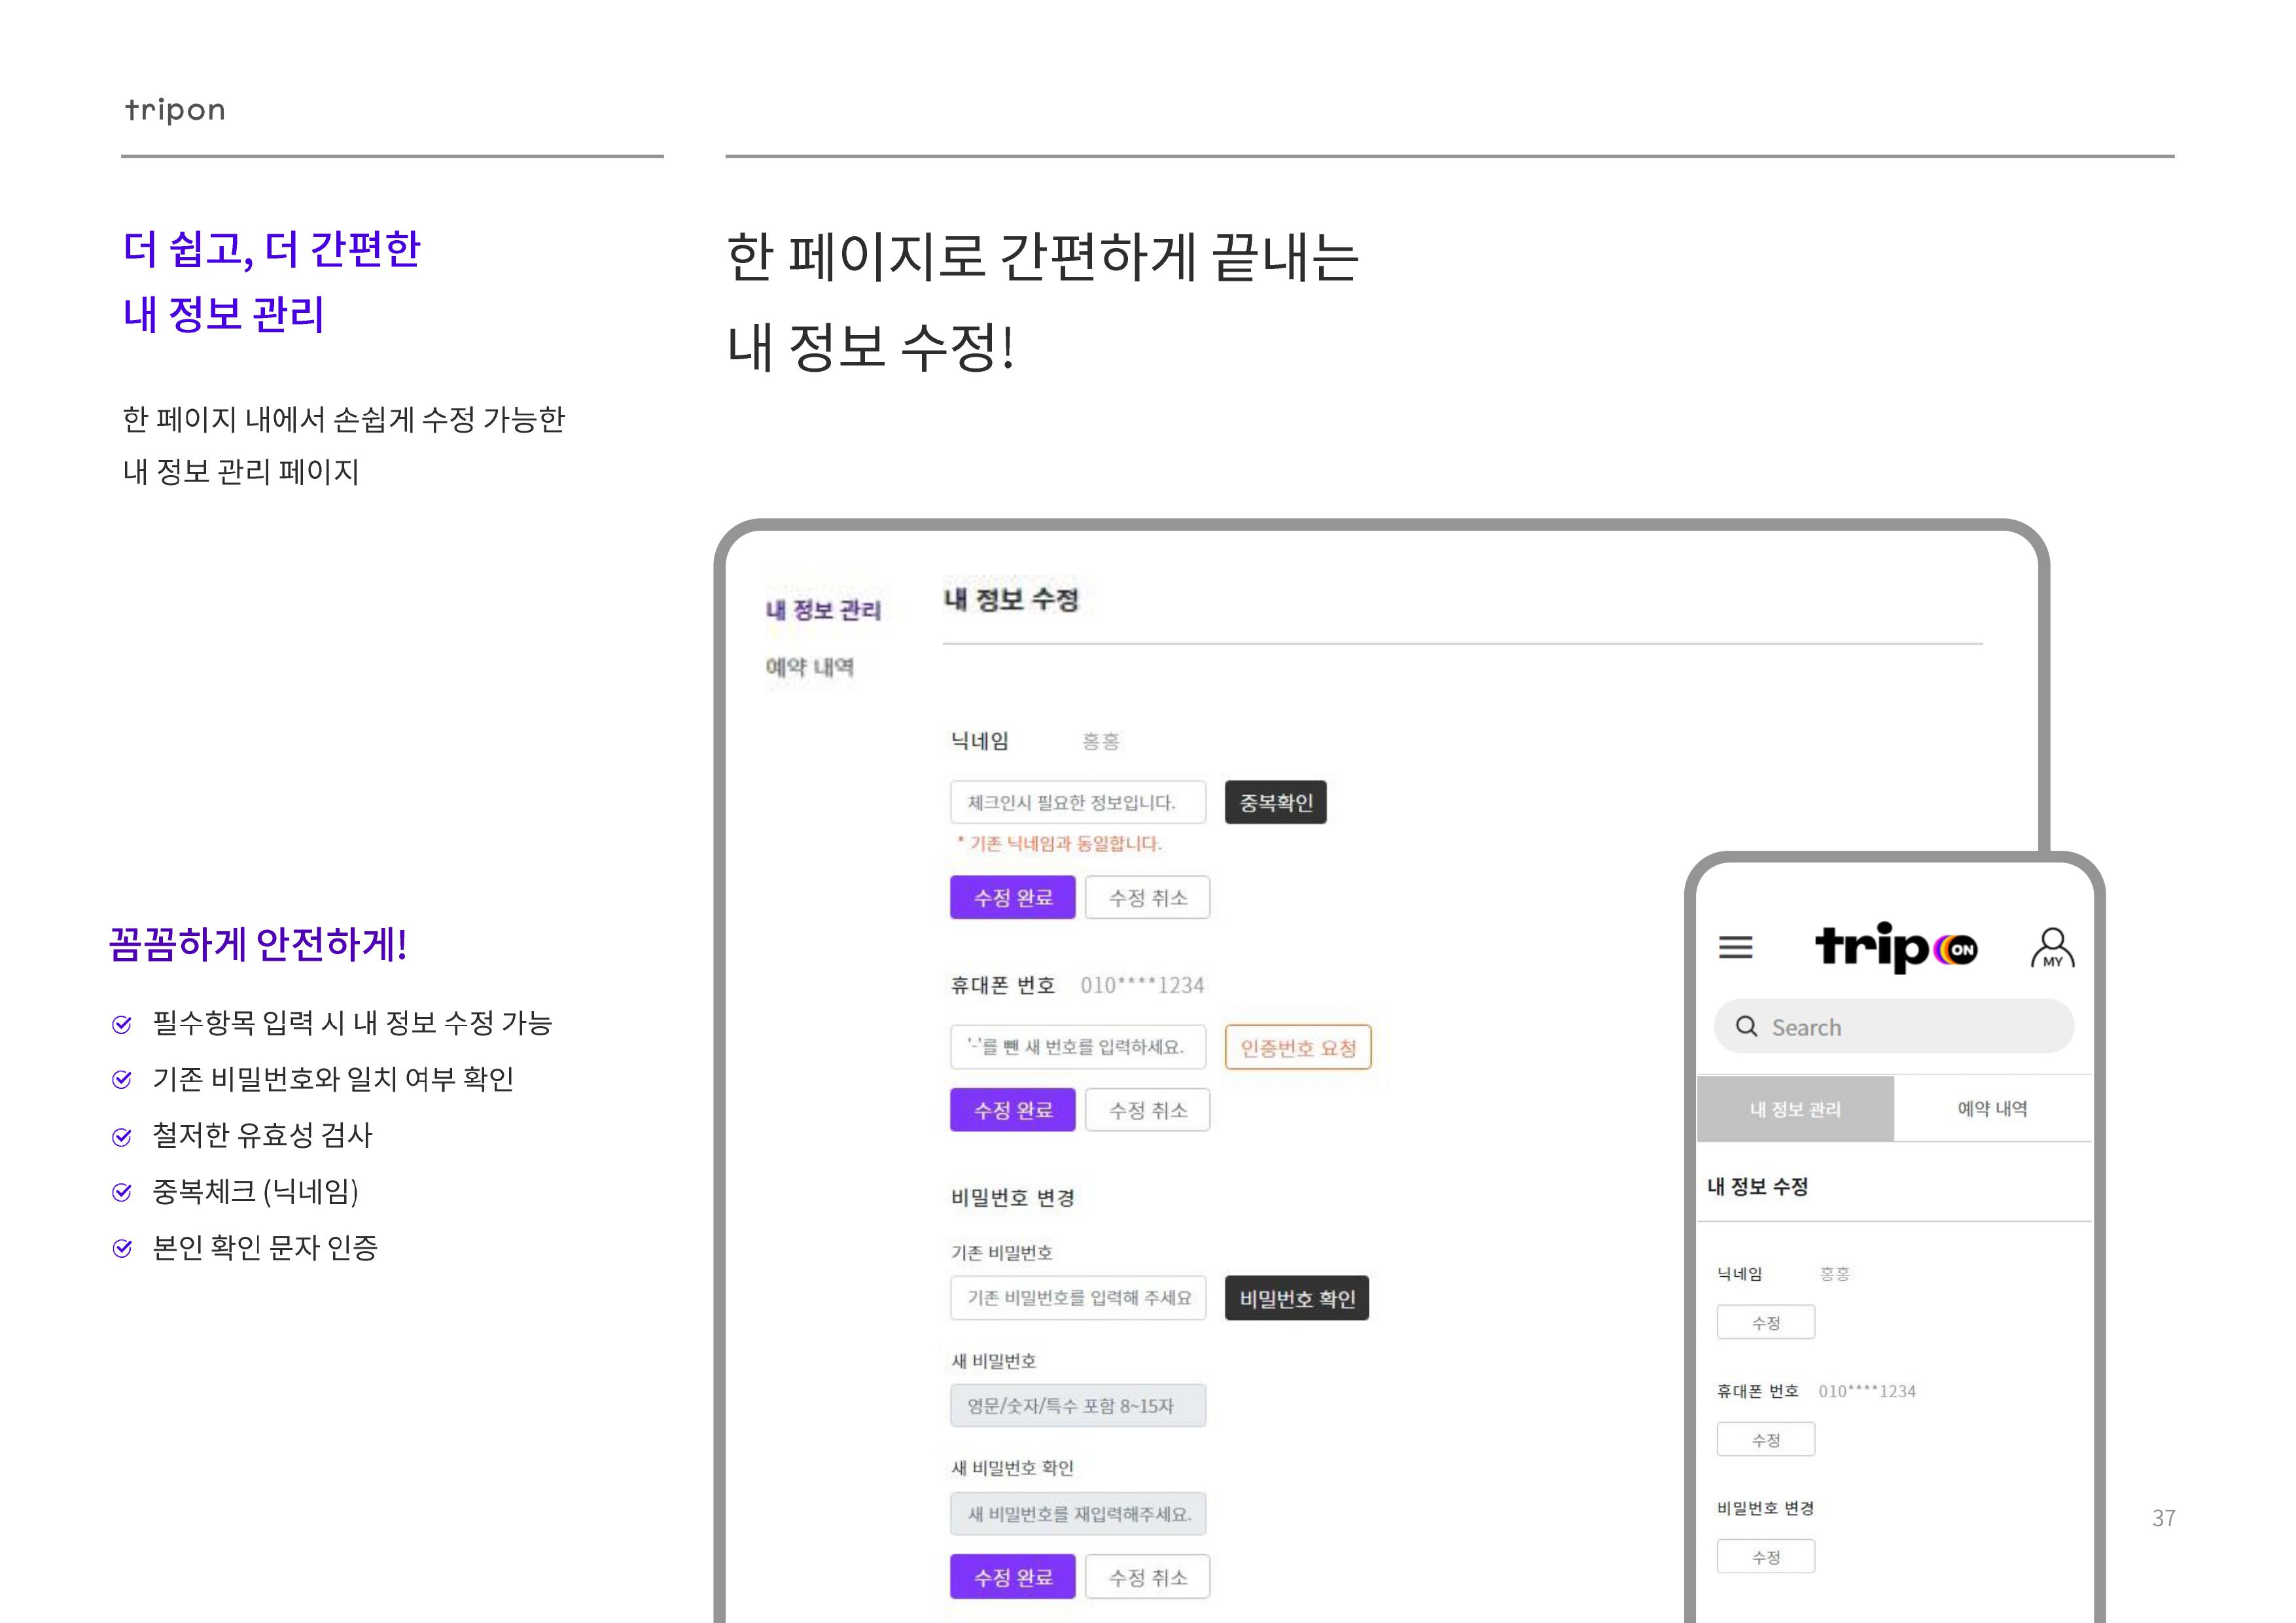 tripon
더 쉽고, 더 간편한
내 정보 관리
한 페이지 내에서 손쉽게 수정 가능한
내 정보 관리 페이지
꼼꼼하게 안전하게!
필수항목 입력 시 내 정보 수정 가능
기존 비밀번호와 일치 여부 확인
철저한 유효성 검사
중복체크 (닉네임)
본인 확인 문자 인증
한 페이지로 간편하게 끝내는
내 정보 수정!
내 정보 관리
예약 내역
내 정보 수정
닉네임 홍홍
체크인시 필요한 정보입니다. 중복확인
* 기존 닉네임과 동일합니다.
수정 완료 수정 취소
휴대폰 번호 010****1234
'-'를 뺀 새 번호를 입력하세요. 인증번호 요청
수정 완료 수정 취소
비밀번호 변경
기존 비밀번호
기존 비밀번호를 입력해 주세요 비밀번호 확인
새 비밀번호
영문/숫자/특수 포함 8~15자
새 비밀번호 확인
새 비밀번호를 재입력해주세요.
수정 완료 수정 취소
trip ON MY
Search
내 정보 관리 예약 내역
내 정보 수정
닉네임 홍홍
수정
휴대폰 번호 010****1234
수정
비밀번호 변경
수정
37